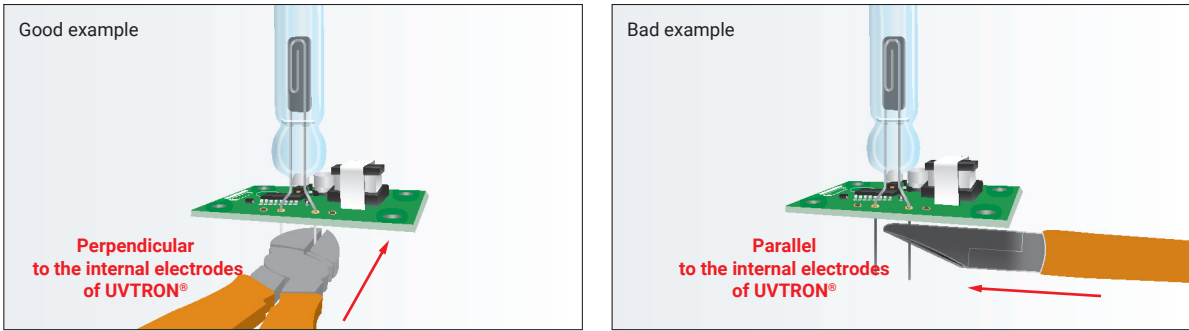 Good example
Perpendicular
to the internal electrodes
of UVTRON®
Bad example
Parallel
to the internal electrodes
of UVTRON®